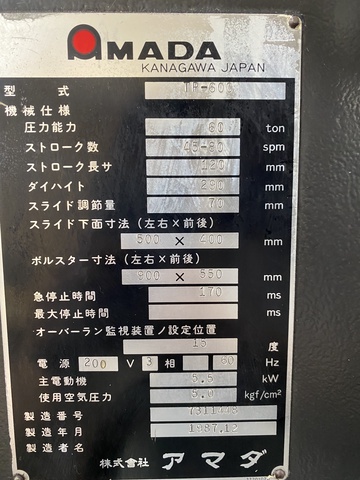 AMADA
KANAGAWA JAPAN
型式 TP-60C
機械仕様
圧力能力 60 ton
ストローク数 45-90 spm
ストローク長サ 120 mm
ダイハイト 290 mm
スライド調節量 70 mm
スライド下面寸法(左右×前後)
500 × 400 mm
ボルスター寸法(左右×前後)
900 × 550 mm
急停止時間 170 ms
最大停止時間 ms
オーバーラン監視装置ノ設定位置
15 度
電源 200 V 3 相 60 Hz
主電動機 5.5 kW
使用空気圧力 5.0 kgf/cm²
製造番号
製造年月 1987.12
製造者名
株式会社 アマダ